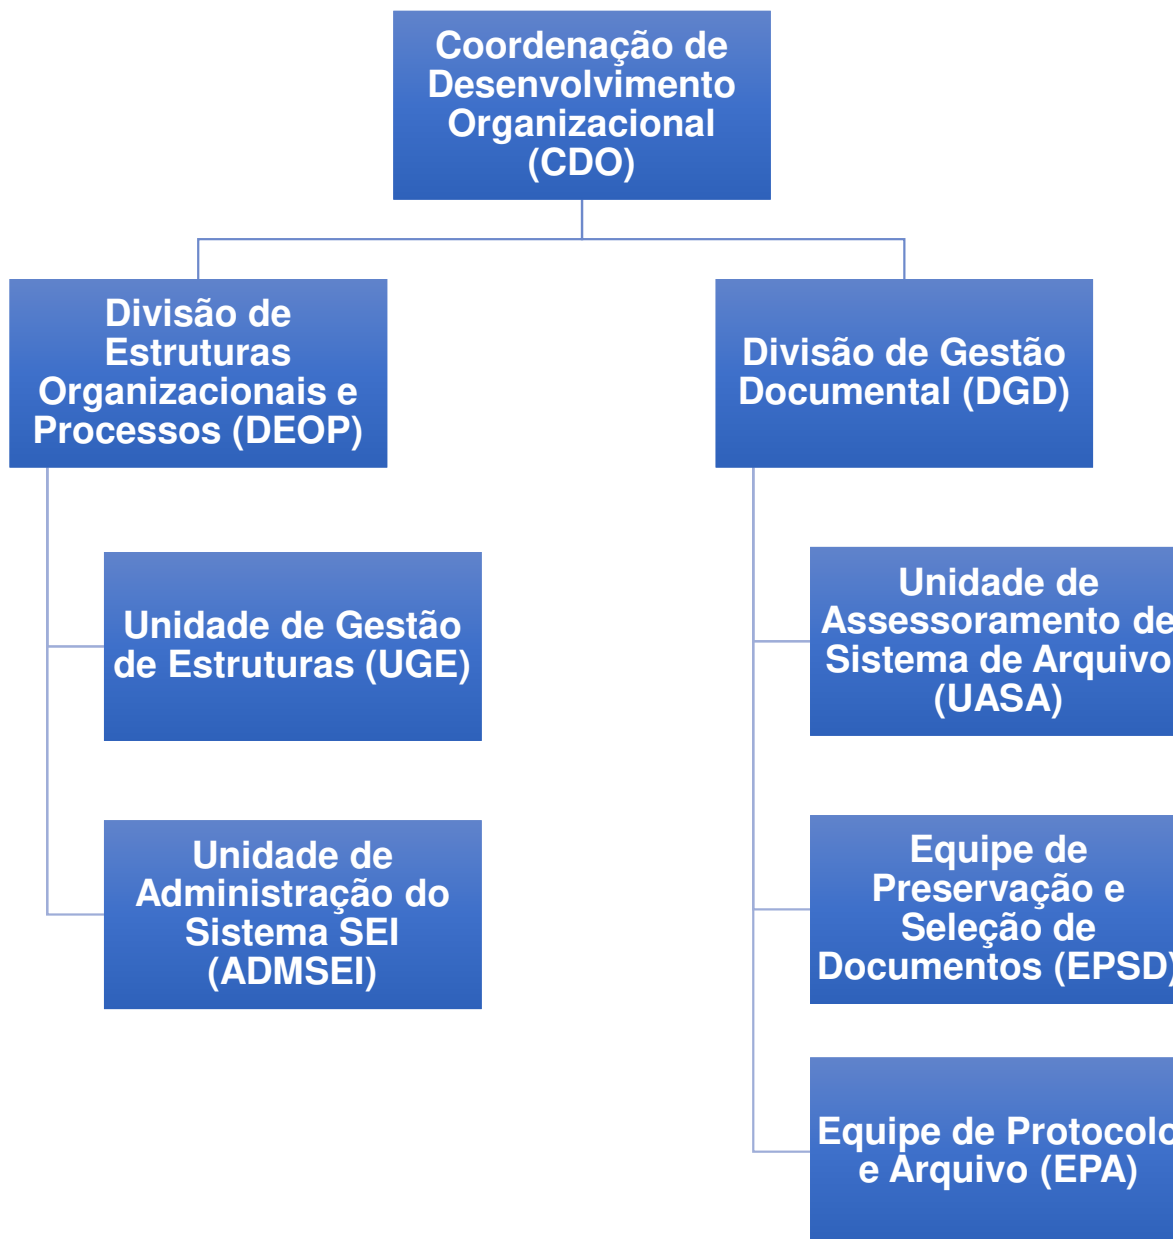 Coordenação de
Desenvolvimento
Organizacional
(CDO)
Divisão de
Estruturas
Organizacionais e
Processos (DEOP)
Divisão de Gestão
Documental (DGD)
Unidade de Gestão
de Estruturas (UGE)
Unidade de
Administração do
Sistema SEI
(ADMSEI)
Unidade de
Assessoramento de
Sistema de Arquivo
(UASA)
Equipe de
Preservação e
Seleção de
Documentos (EPSD)
Equipe de Protocolo
e Arquivo (EPA)